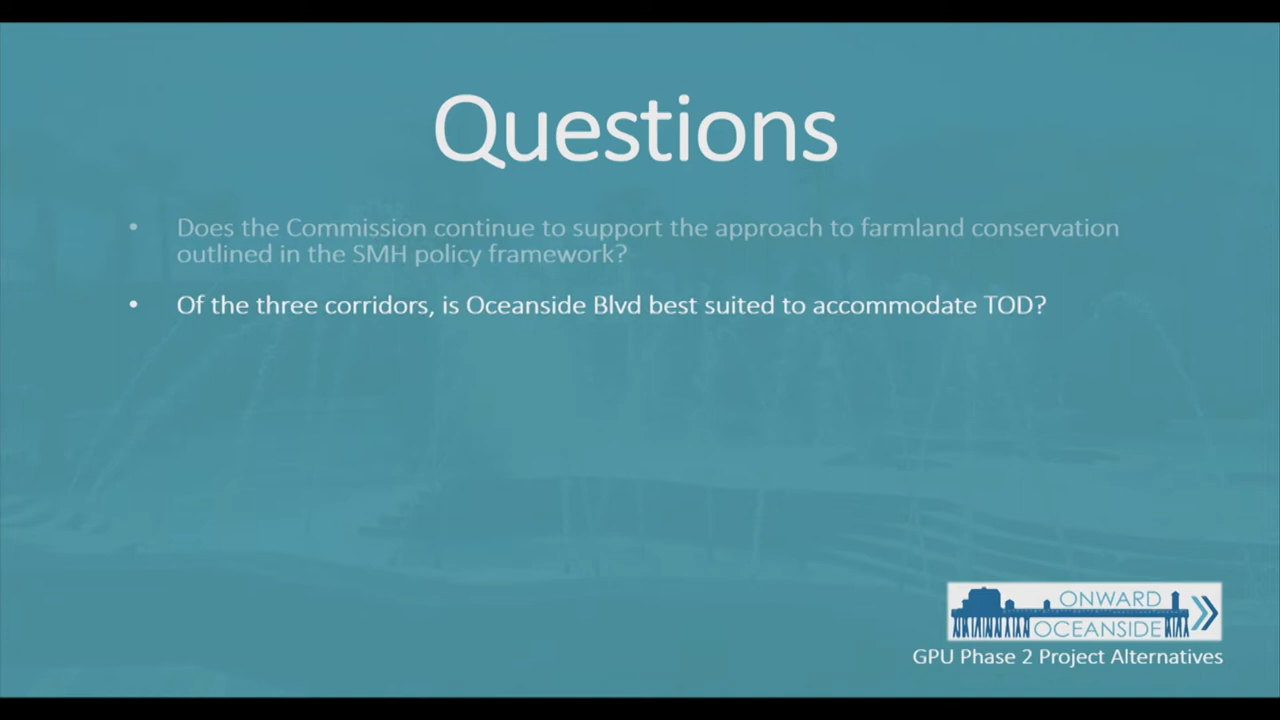 Questions
• Does the Commission continue to support the approach to farmland conservation
outlined in the SMH policy framework?
• Of the three corridors, is Oceanside Blvd best suited to accommodate TOD?
ONWARD
OCEANSIDE
GPU Phase 2 Project Alternatives